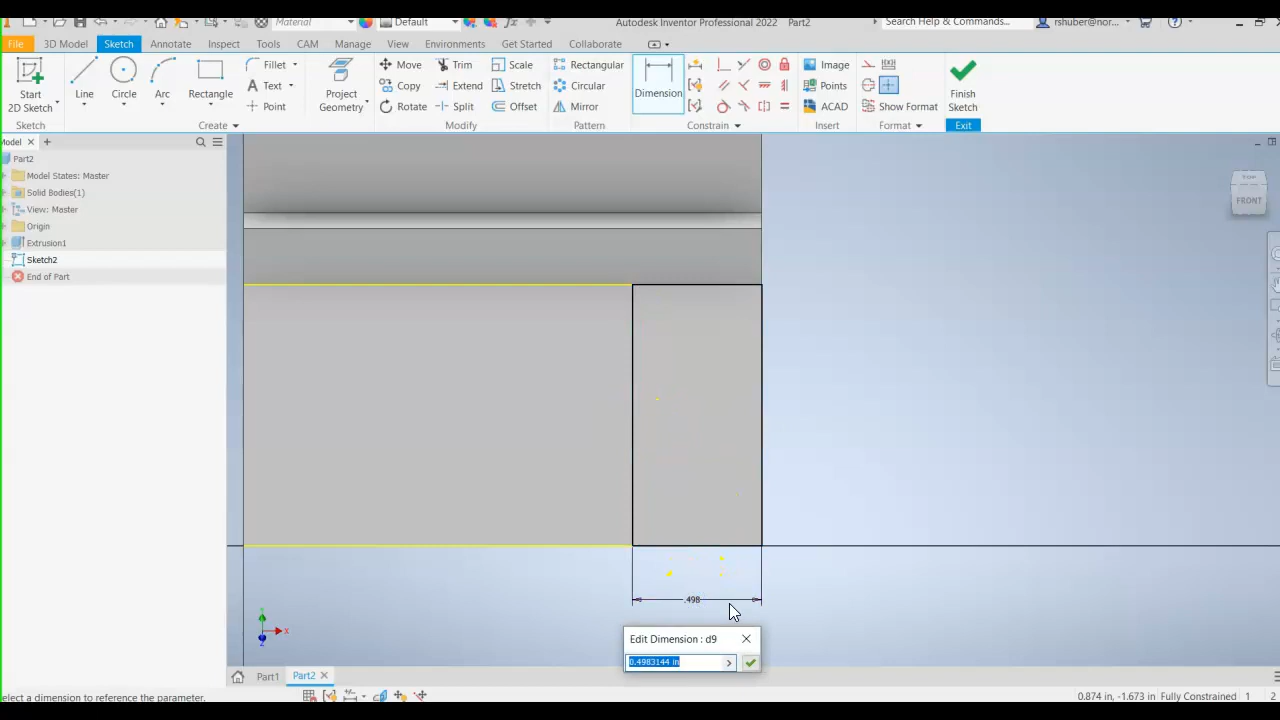 Material Default Autodesk Inventor Professional 2022 Part2 Search Help & Commands... rshuber@nor...
File 3D Model Sketch Annotate Inspect Tools CAM Manage View Environments Get Started Collaborate
Start 2D Sketch Line Circle Arc Rectangle Fillet Text Point Project Geometry
Move Trim Scale
Copy Extend Stretch
Rotate Split Offset
Rectangular
Circular
Mirror
Dimension
Image
Points
ACAD
Show Format
Finish Sketch
Sketch Create Modify Pattern Constrain Insert Format Exit
Model
Part2
Model States: Master
Solid Bodies(1)
View: Master
Origin
Extrusion1
Sketch2
End of Part
FRONT
.498
X
Edit Dimension : d9
0.4983144 in
Part1 Part2
elect a dimension to reference the parameter. 0.874 in, -1.673 in Fully Constrained 1 2